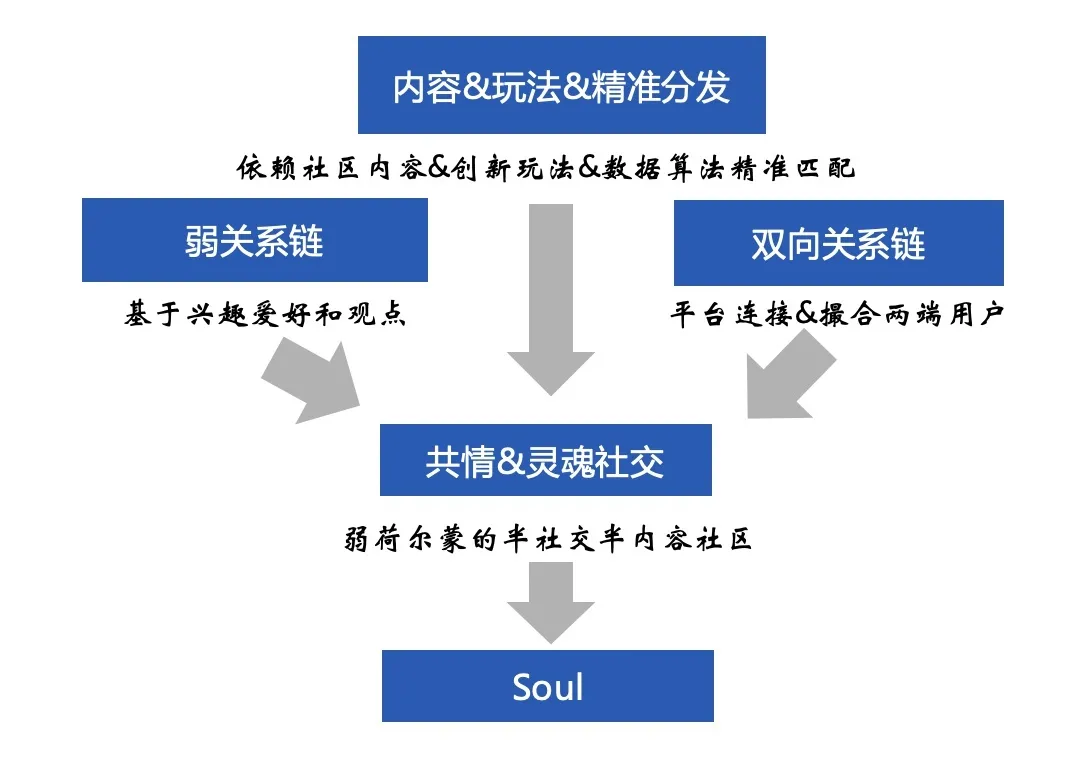 内容&玩法&精准分发
依赖社区内容&创新玩法&数据算法精准匹配
弱关系链
基于兴趣爱好和观点
双向关系链
平台连接&撮合两端用户
共情&灵魂社交
弱荷尔蒙的半社交半内容社区
Soul